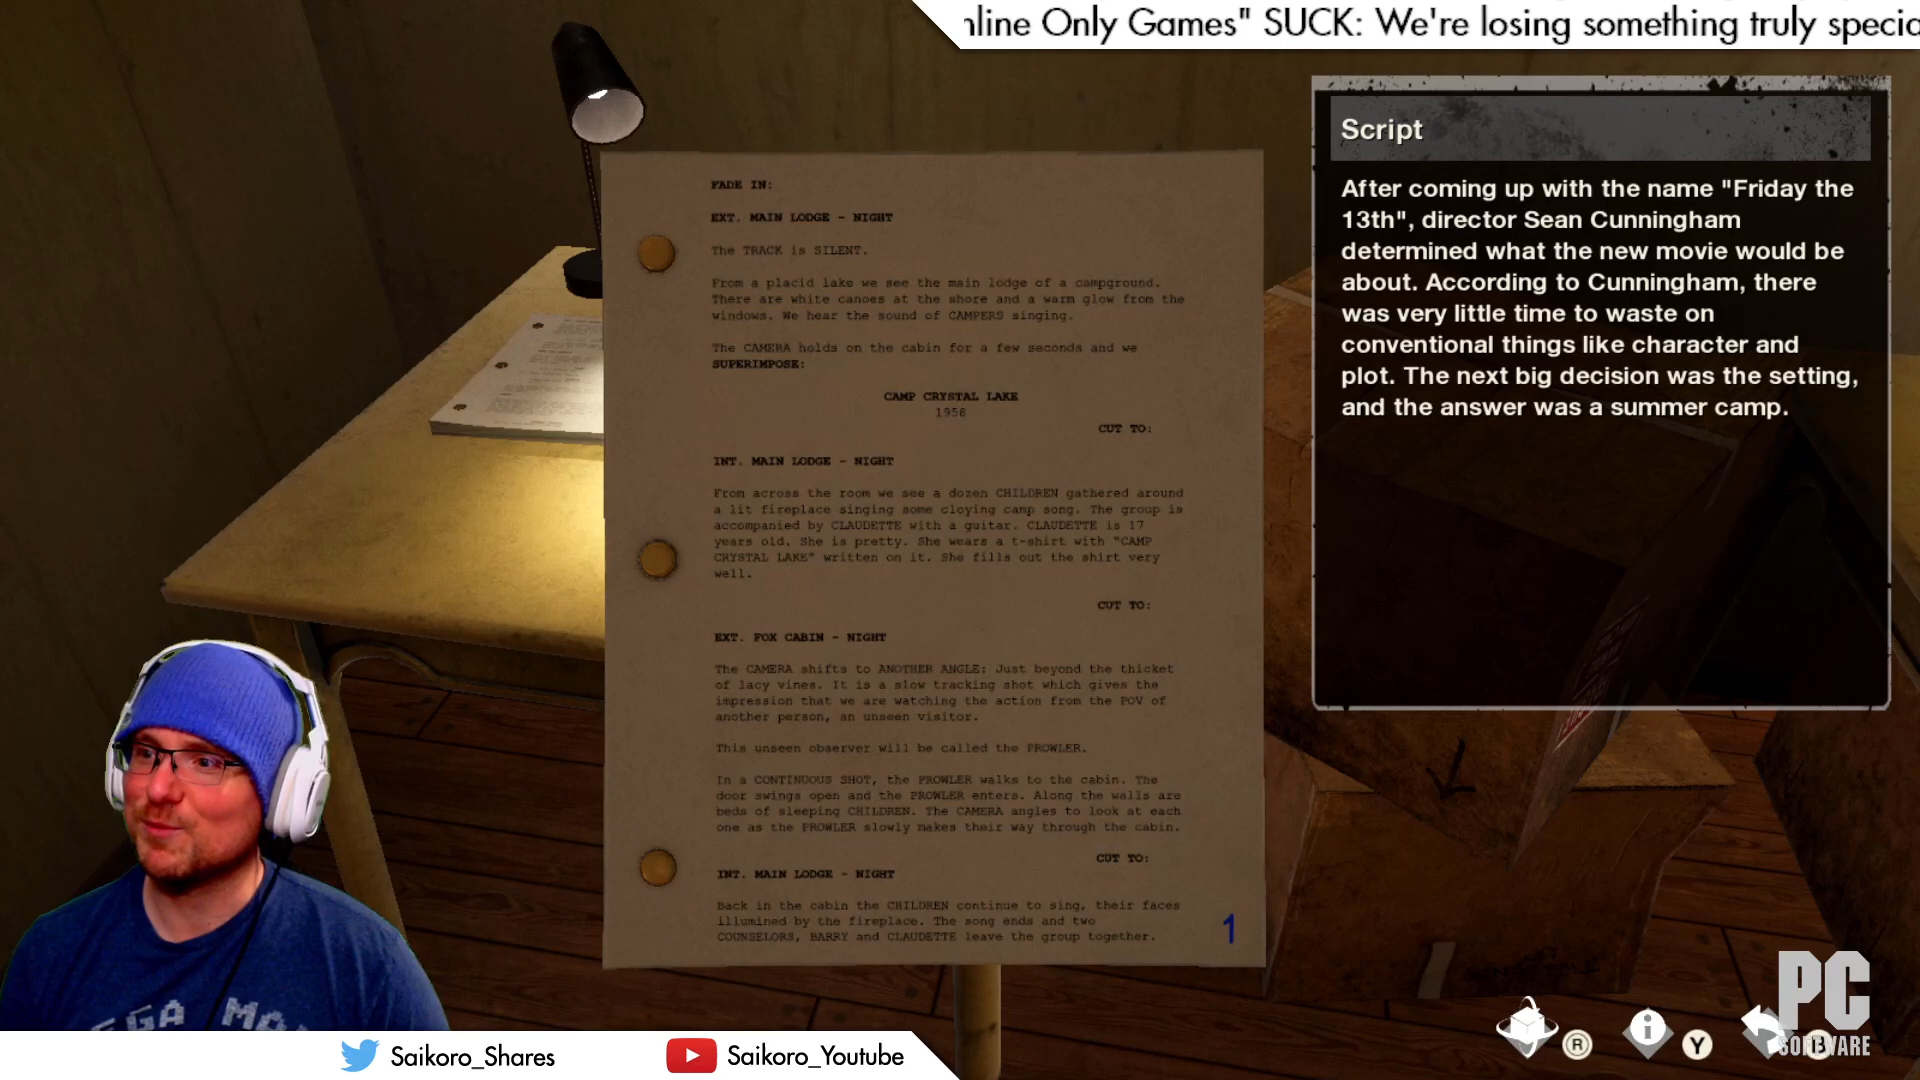 nline Only Games" SUCK: We're losing something truly specia
Script
After coming up with the name "Friday the
13th", director Sean Cunningham
determined what the new movie would be
about. According to Cunningham, there
was very little time to waste on
conventional things like character and
plot. The next big decision was the setting,
and the answer was a summer camp.
FADE IN:
EXT. MAIN LODGE - NIGHT
The TRACK is SILENT.
From a placid lake we see the main lodge of a campground.
There are white canoes at the shore and a warm glow from the
windows. We hear the sound of CAMPERS singing.
The CAMERA holds on the cabin for a few seconds and we
SUPERIMPOSE:
CAMP CRYSTAL LAKE
1958
CUT TO:
INT. MAIN LODGE - NIGHT
From across the room we see a dozen CHILDREN gathered around
a lit fireplace singing some cloying camp song. The group is
accompanied by CLAUDETTE with a guitar. CLAUDETTE is 17
years old. She is pretty. She wears a t-shirt with "CAMP
CRYSTAL LAKE" written on it. She fills out the shirt very
well.
CUT TO:
EXT. FOX CABIN - NIGHT
The CAMERA shifts to ANOTHER ANGLE: Just beyond the thicket
of lacy vines. It is a slow tracking shot which gives the
impression that we are watching the action from the POV of
another person, an unseen visitor.
This unseen observer will be called the PROWLER.
In a CONTINUOUS SHOT, the PROWLER walks to the cabin. The
door swings open and the PROWLER enters. Along the walls are
beds of sleeping CHILDREN. The CAMERA angles to look at each
one as the PROWLER slowly makes their way through the cabin.
CUT TO:
INT. MAIN LODGE - NIGHT
Back in the cabin the CHILDREN continue to sing, their faces
illumined by the fireplace. The song ends and two
COUNSELORS, BARRY and CLAUDETTE leave the group together.
1
R
Y
B
PC
SOFTWARE
Saikoro_Shares
Saikoro_Youtube